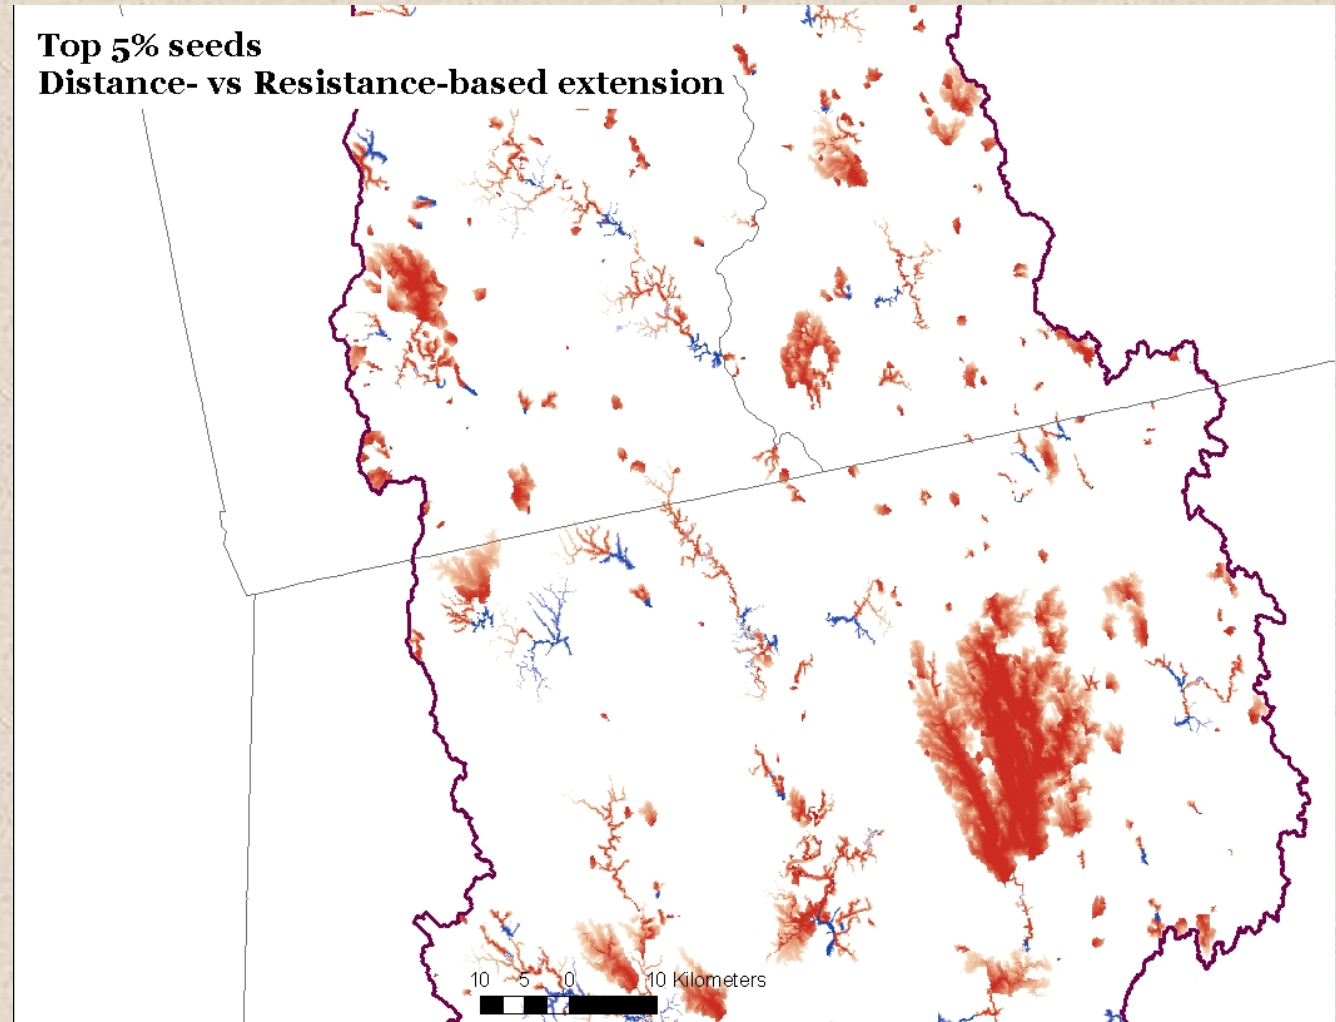 Top 5% seeds
Distance- vs Resistance-based extension
10 5 0 10 Kilometers